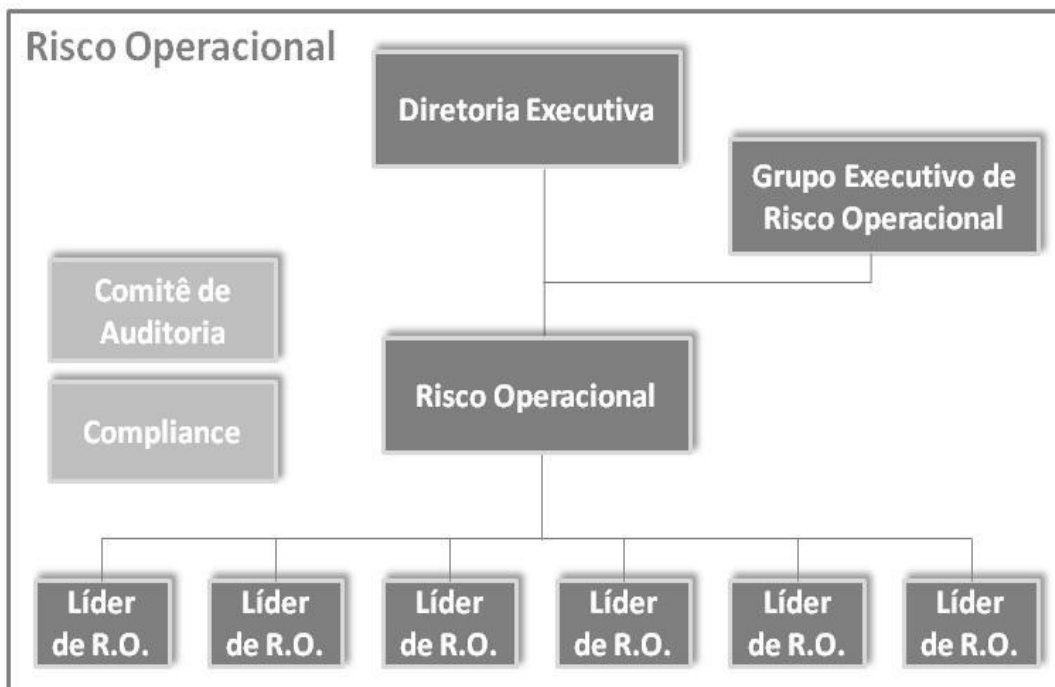 Risco Operacional
Diretoria Executiva
Grupo Executivo de
Risco Operacional
Comitê de
Auditoria
Risco Operacional
Compliance
Líder
de R.O.
Líder
de R.O.
Líder
de R.O.
Líder
de R.O.
Líder
de R.O.
Líder
de R.O.